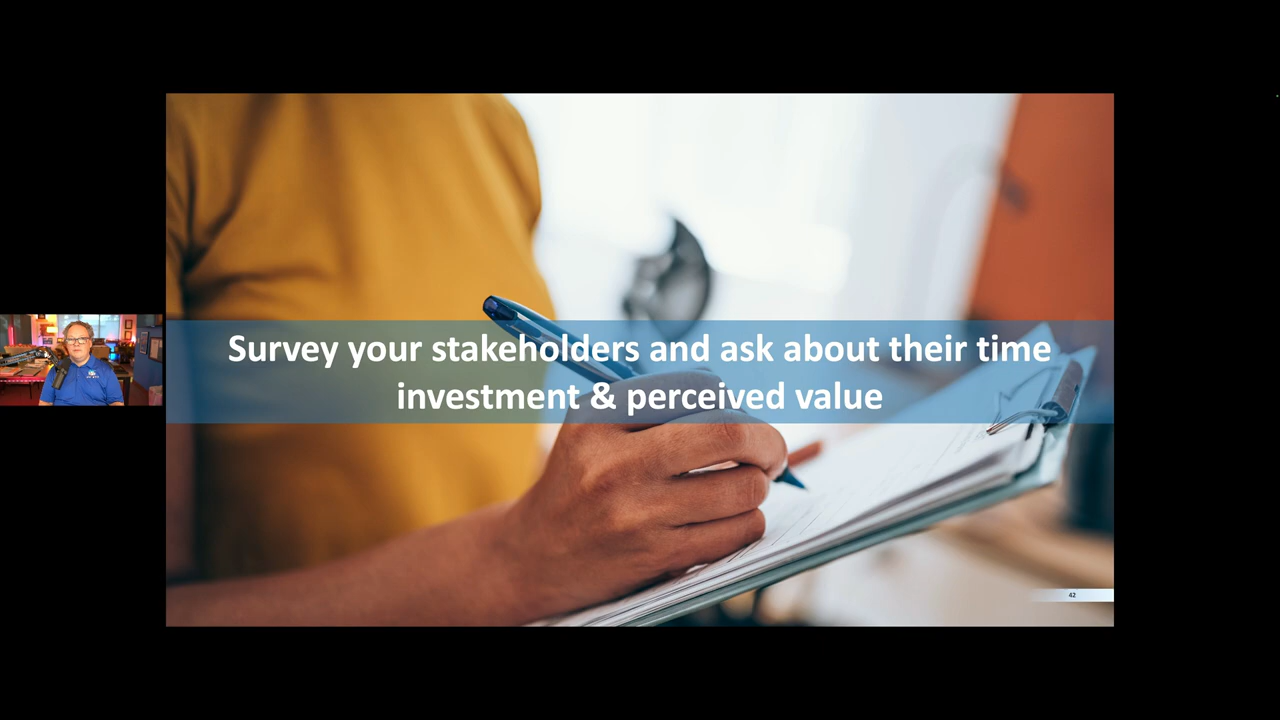 Survey your stakeholders and ask about their time
investment & perceived value
42